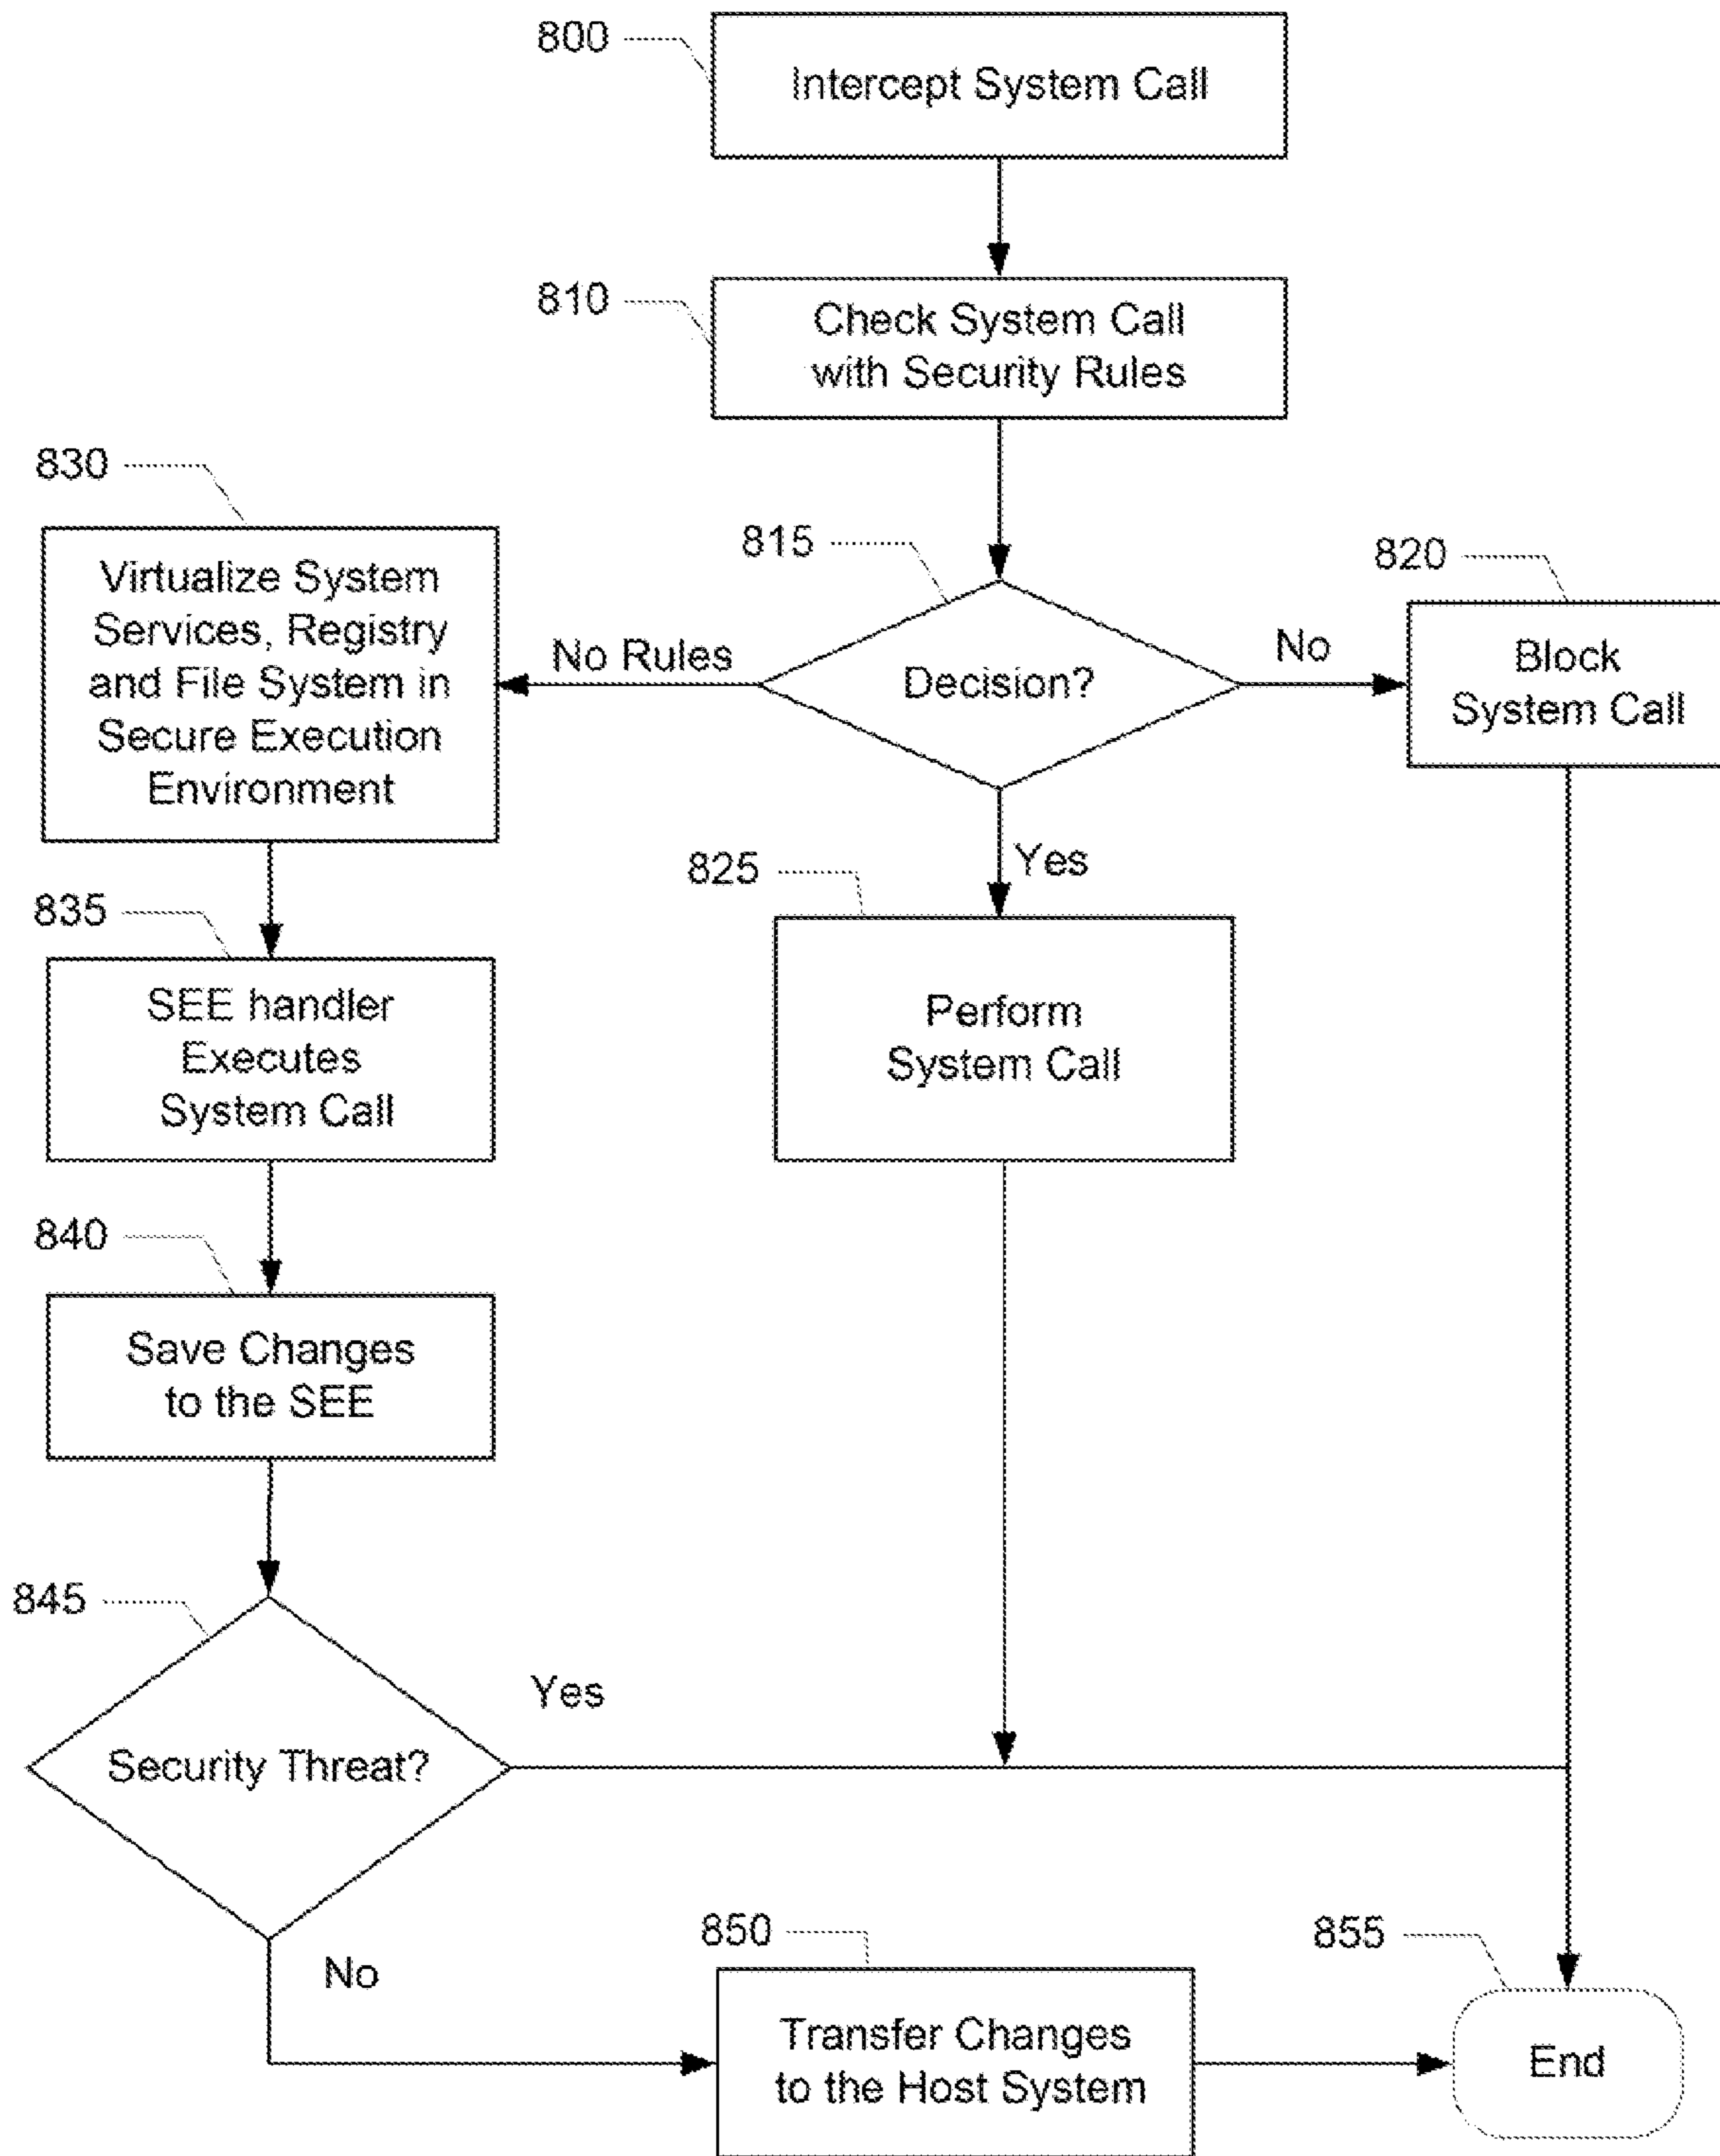 800
Intercept System Call
810
Check System Call
with Security Rules
830
Virtualize System
Services, Registry
and File System in
Secure Execution
Environment
815
Decision?
No Rules
No
Yes
820
Block
System Call
825
Perform
System Call
835
SEE handler
Executes
System Call
840
Save Changes
to the SEE
845
Security Threat?
Yes
No
850
Transfer Changes
to the Host System
855
End